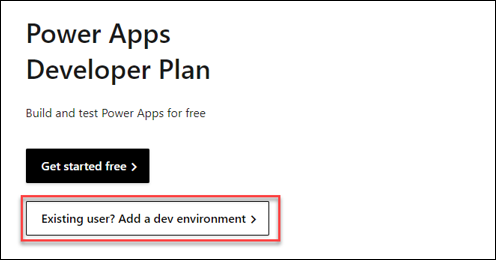 Power Apps
Developer Plan
Build and test Power Apps for free
Get started free >
Existing user? Add a dev environment >